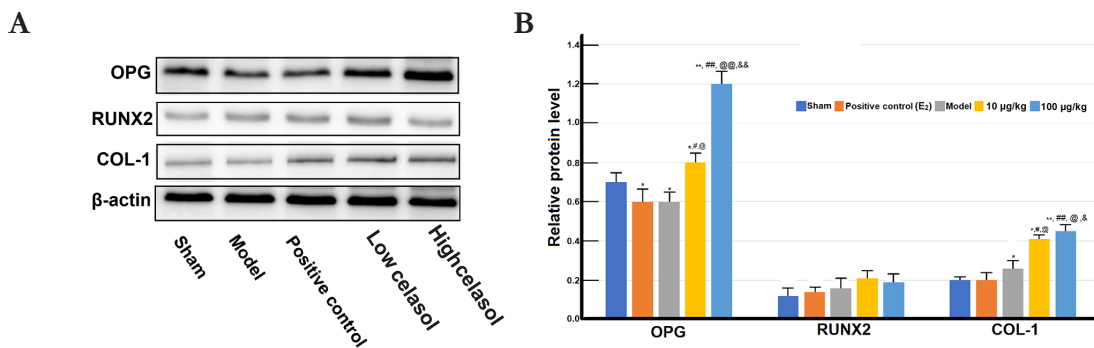 A
OPG
RUNX2
COL-1
β-actin
Sham
Model
Positive control
Low celasol
High celasol
B
Relative protein level
1.4
1.2
1.0
0.8
0.6
0.4
0.2
0.0
Sham Positive control (E₂) Model 10 μg/kg 100 μg/kg
* * *,#,@ **, ##, @@,&&
* *,#,@ **, ##, @ ,&
OPG RUNX2 COL-1